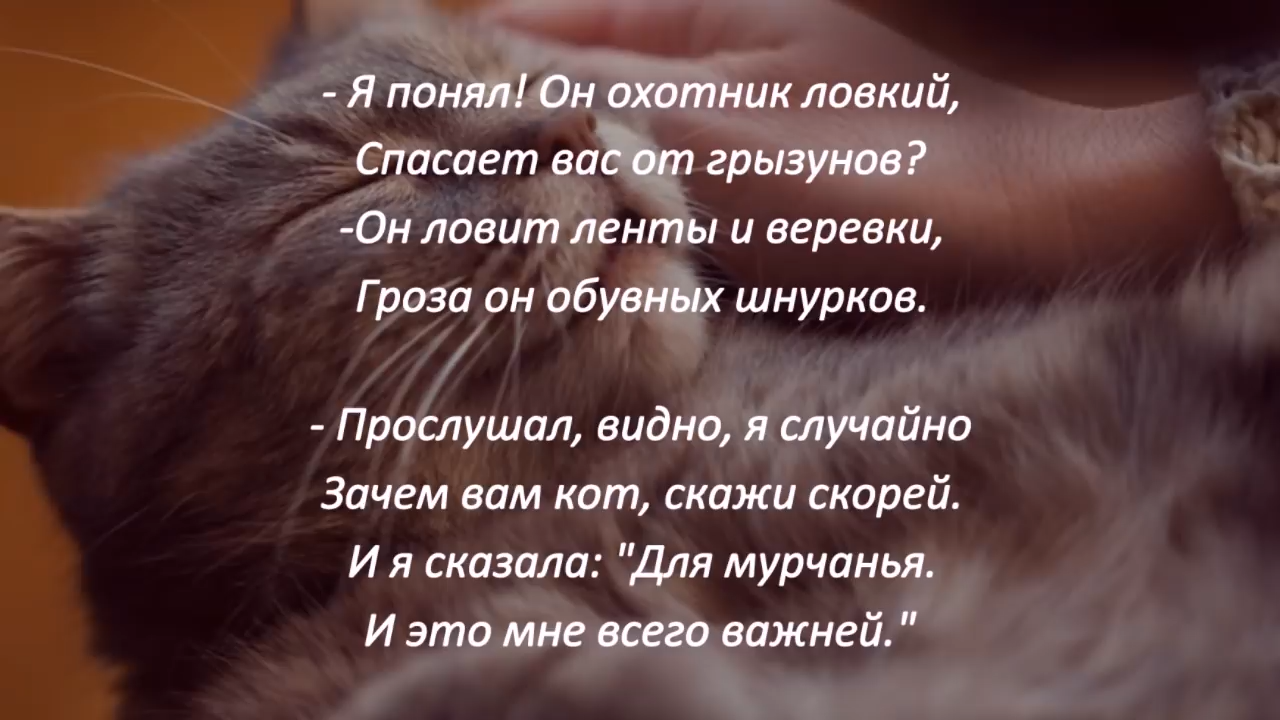 - Я понял! Он охотник ловкий,
Спасает вас от грызунов?
-Он ловит ленты и веревки,
Гроза он обувных шнурков.
- Прослушал, видно, я случайно
Зачем вам кот, скажи скорей.
И я сказала: "Для мурчанья.
И это мне всего важней."